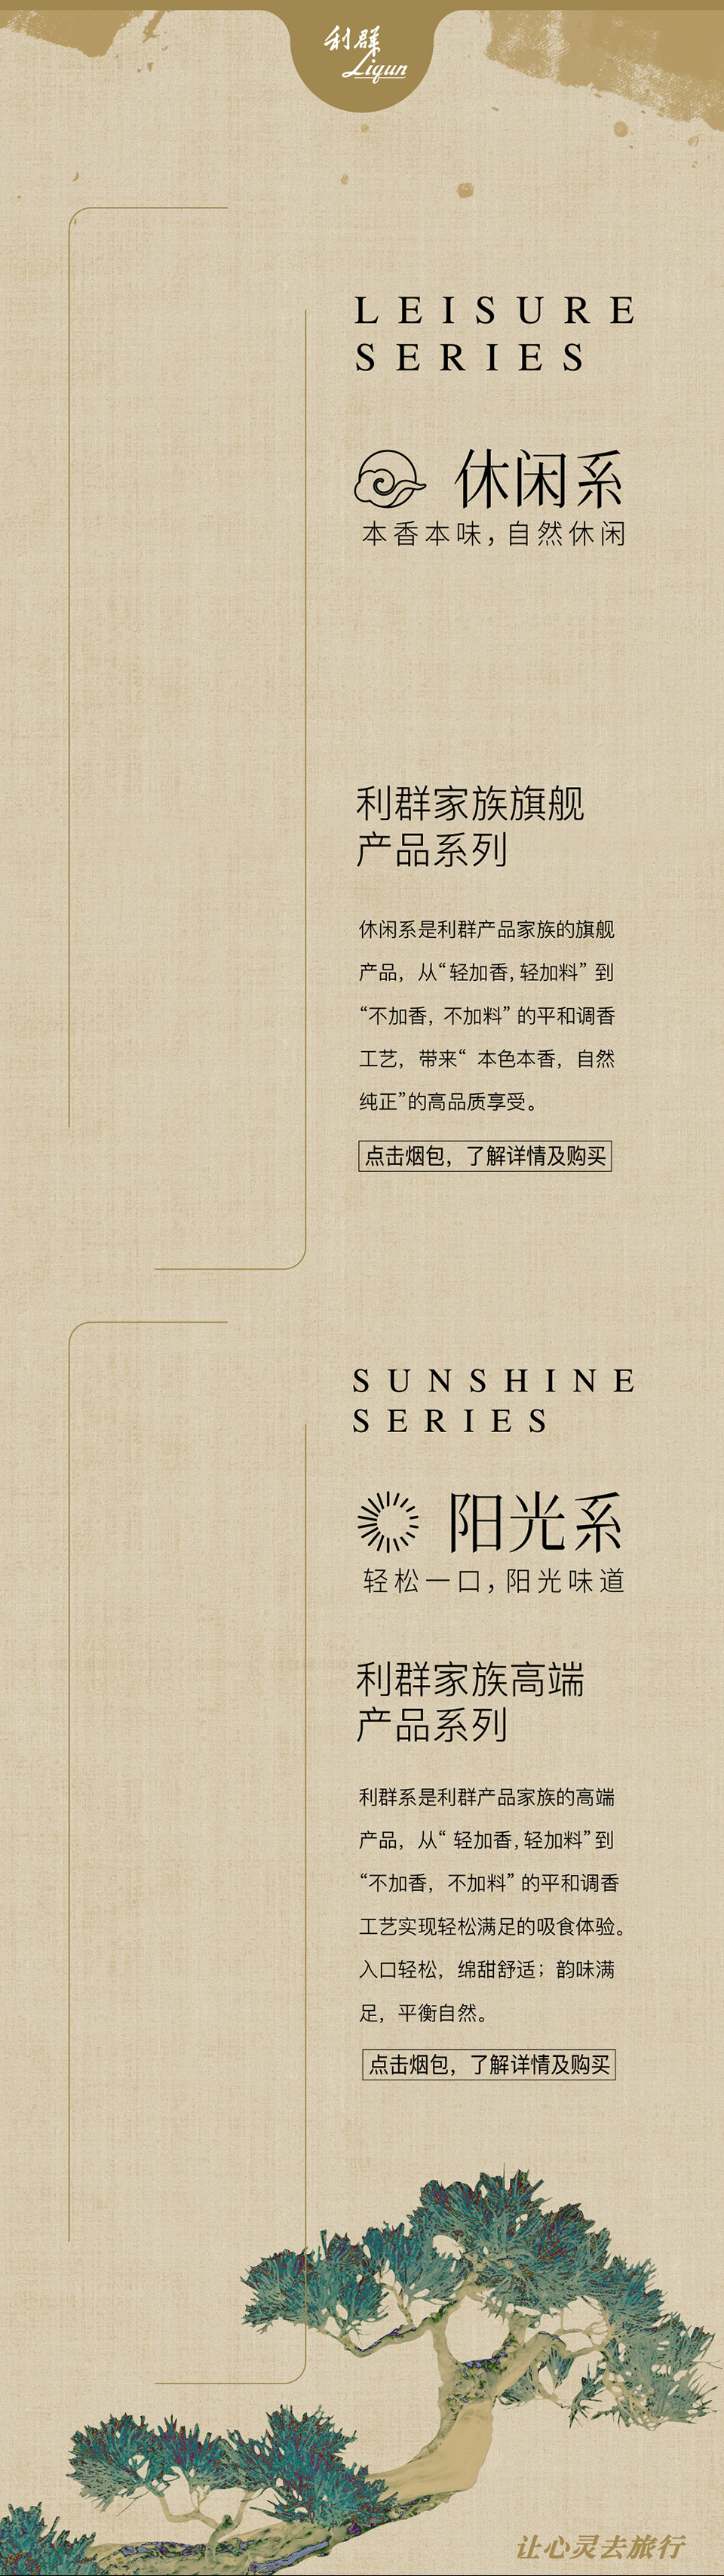 利群
Liqun
LEISURE
SERIES
休闲系
本香本味，自然休闲
利群家族旗舰
产品系列
休闲系是利群产品家族的旗舰
产品，从“轻加香，轻加料”到
“不加香，不加料”的平和调香
工艺，带来“ 本色本香，自然
纯正”的高品质享受。
点击烟包，了解详情及购买
SUNSHINE
SERIES
阳光系
轻松一口，阳光味道
利群家族高端
产品系列
利群系是利群产品家族的高端
产品，从“ 轻加香，轻加料”到
“不加香，不加料”的平和调香
工艺实现轻松满足的吸食体验。
入口轻松，绵甜舒适；韵味满
足，平衡自然。
点击烟包，了解详情及购买
让心灵去旅行